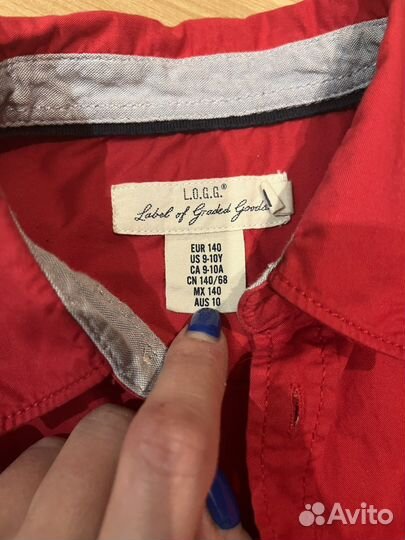 L.O.G.G.®
Label of Graded Goods
EUR 140
US 9-10Y
CA 9-10A
CN 140/68
MX 140
AUS 10
Avito